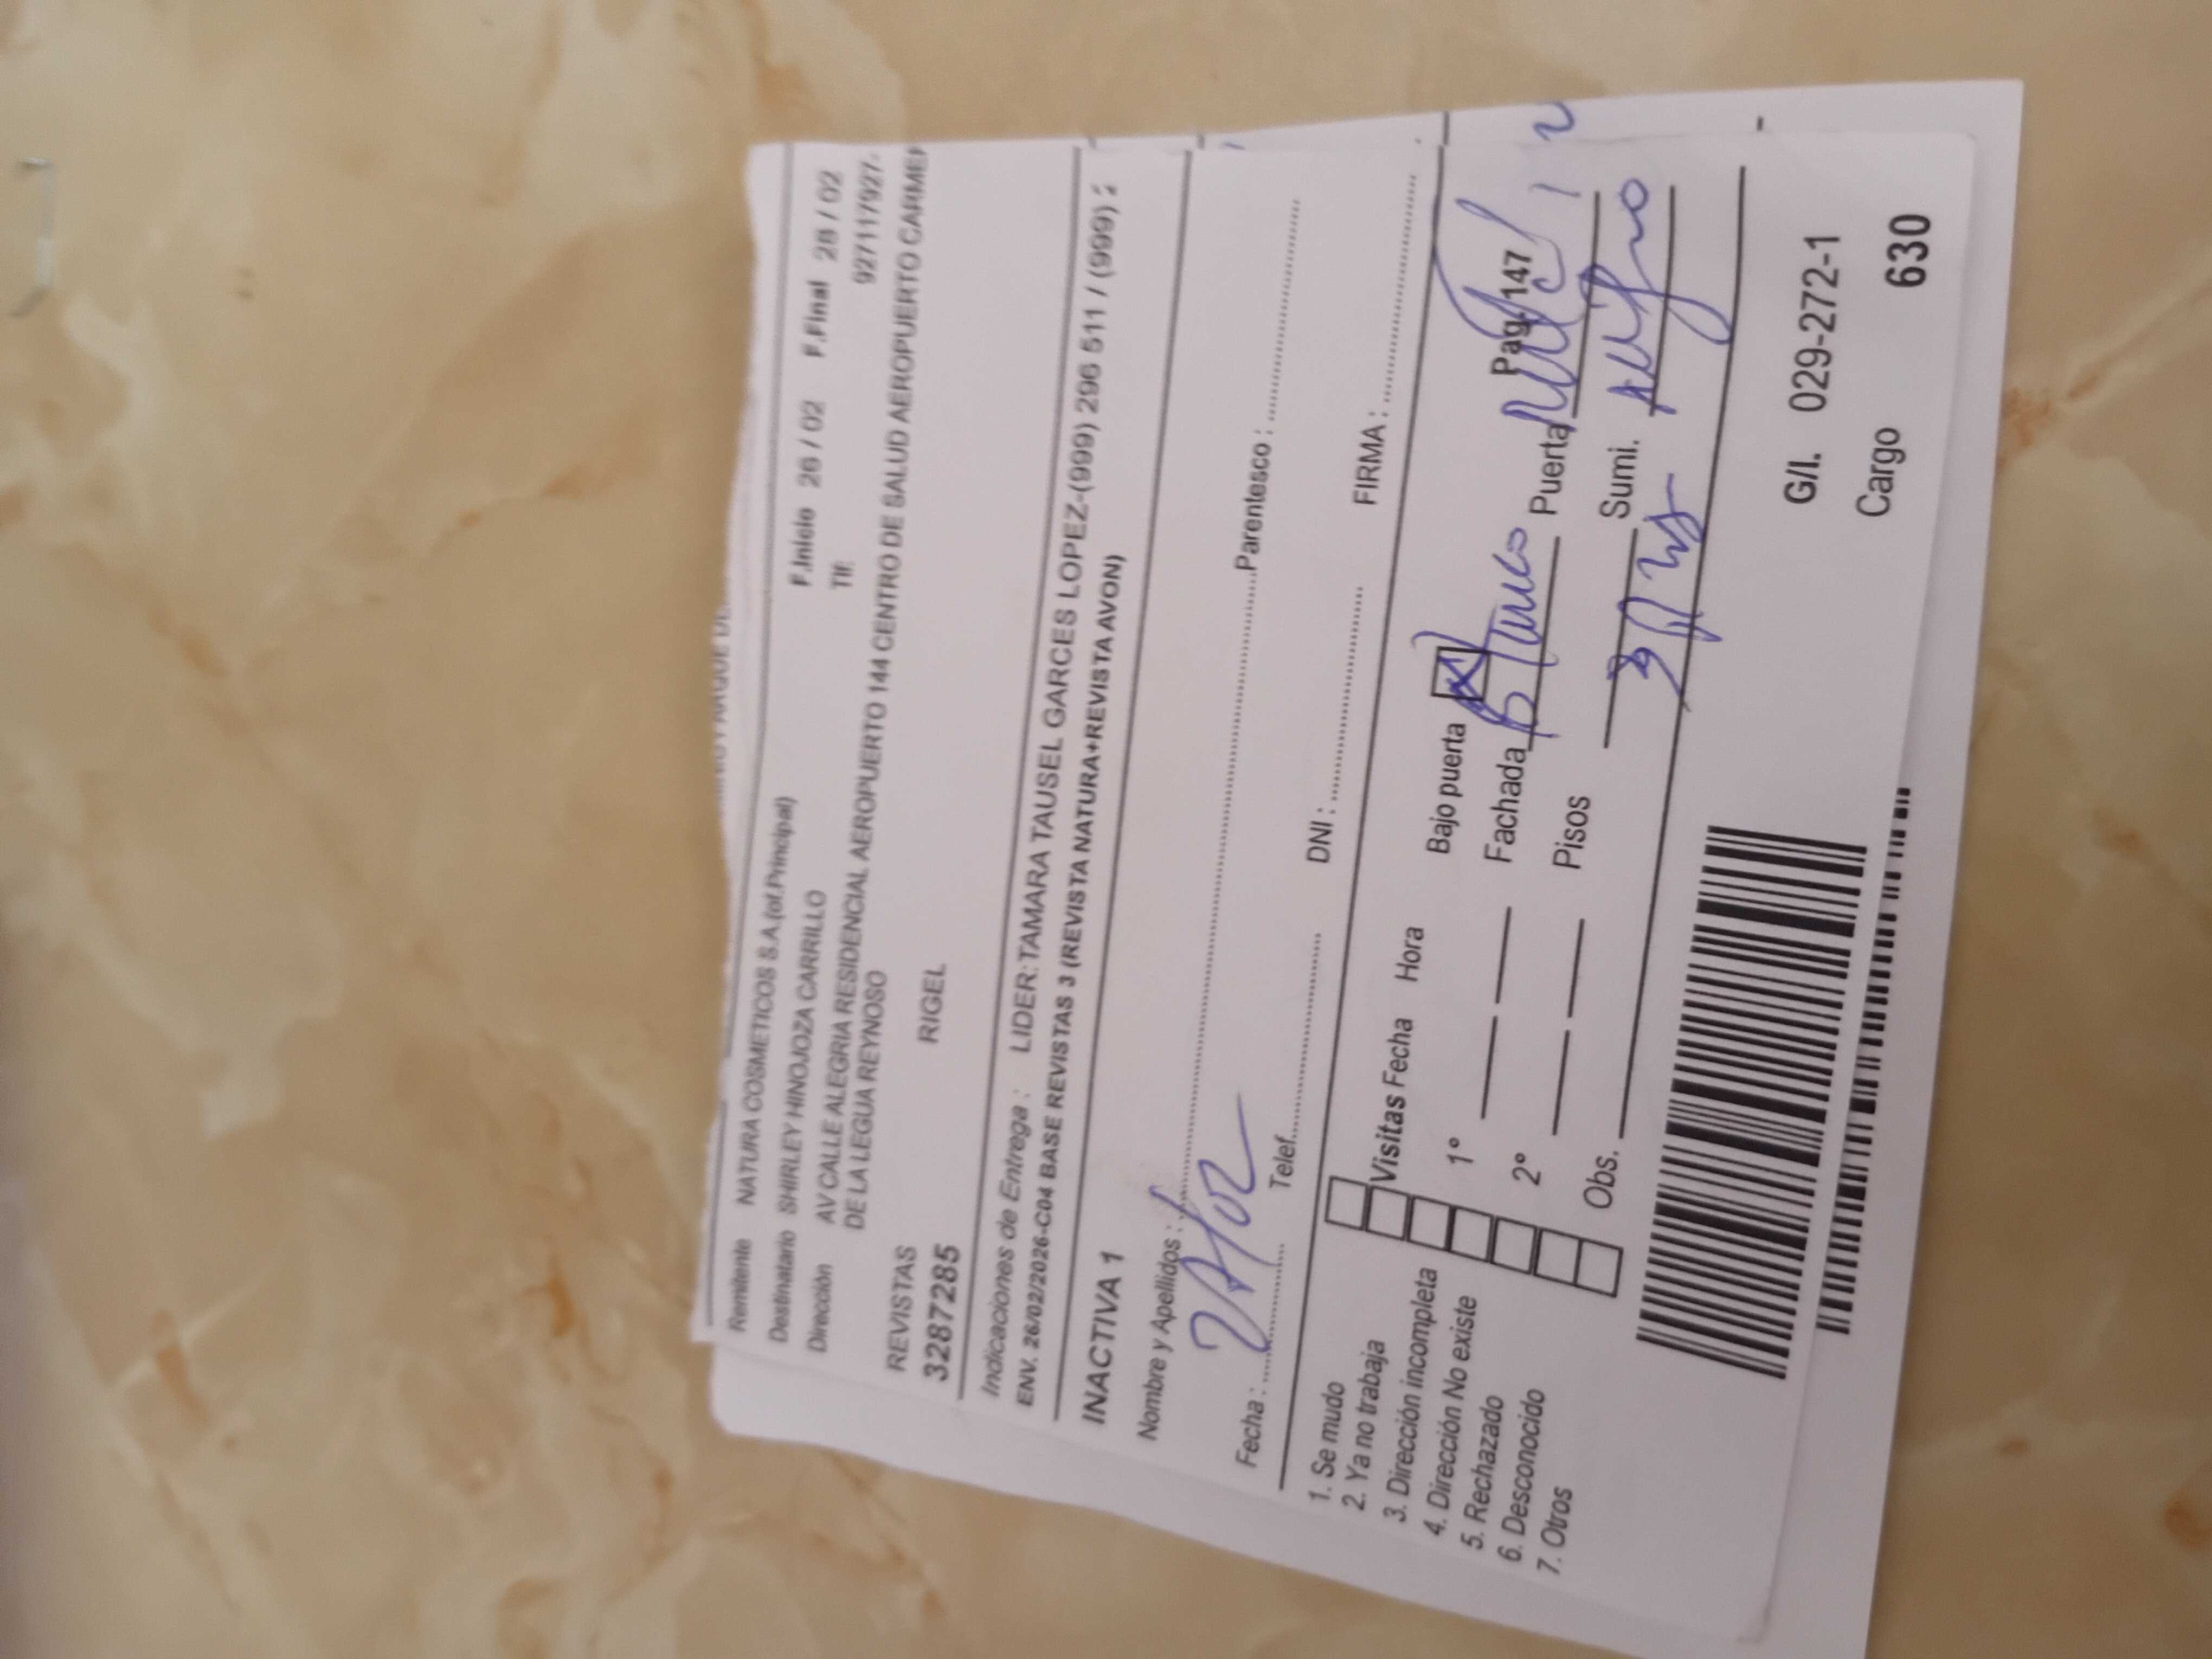 Remitente NATURA COSMETICOS S.A.(of.Principal) F.Inicio 26 / 02 F.Final 28 / 02
Destinatario SHIRLEY HINOJOZA CARRILLO Tlf: 927117927
Dirección AV CALLE ALEGRIA RESIDENCIAL AEROPUERTO 144 CENTRO DE SALUD AEROPUERTO CARMEN
DE LA LEGUA REYNOSO
REVISTAS RIGEL
3287285
Indicaciones de Entrega : LIDER:TAMARA TAUSEL GARCES LOPEZ-(999) 296 511 / (999)
ENV. 26/02/2026-C04 BASE REVISTAS 3 (REVISTA NATURA+REVISTA AVON)
INACTIVA 1
Nombre y Apellidos : Parentesco :
Fecha : Telef. DNI : FIRMA :
1. Se mudo
2. Ya no trabaja
3. Dirección incompleta
4. Dirección No existe
5. Rechazado
6. Desconocido
7. Otros
Visitas Fecha Hora
1°
2°
Obs.
Bajo puerta Pag. 147
Fachada Blanco Puerta
Pisos Sumi.
G/I. 029-272-1
Cargo 630